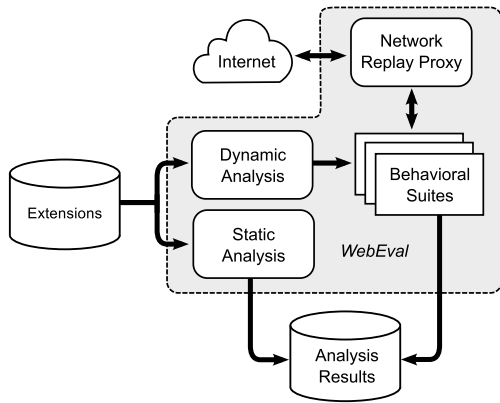 Internet
Network
Replay Proxy
Dynamic
Analysis
Behavioral
Suites
Extensions
Static
Analysis
WebEval
Analysis
Results